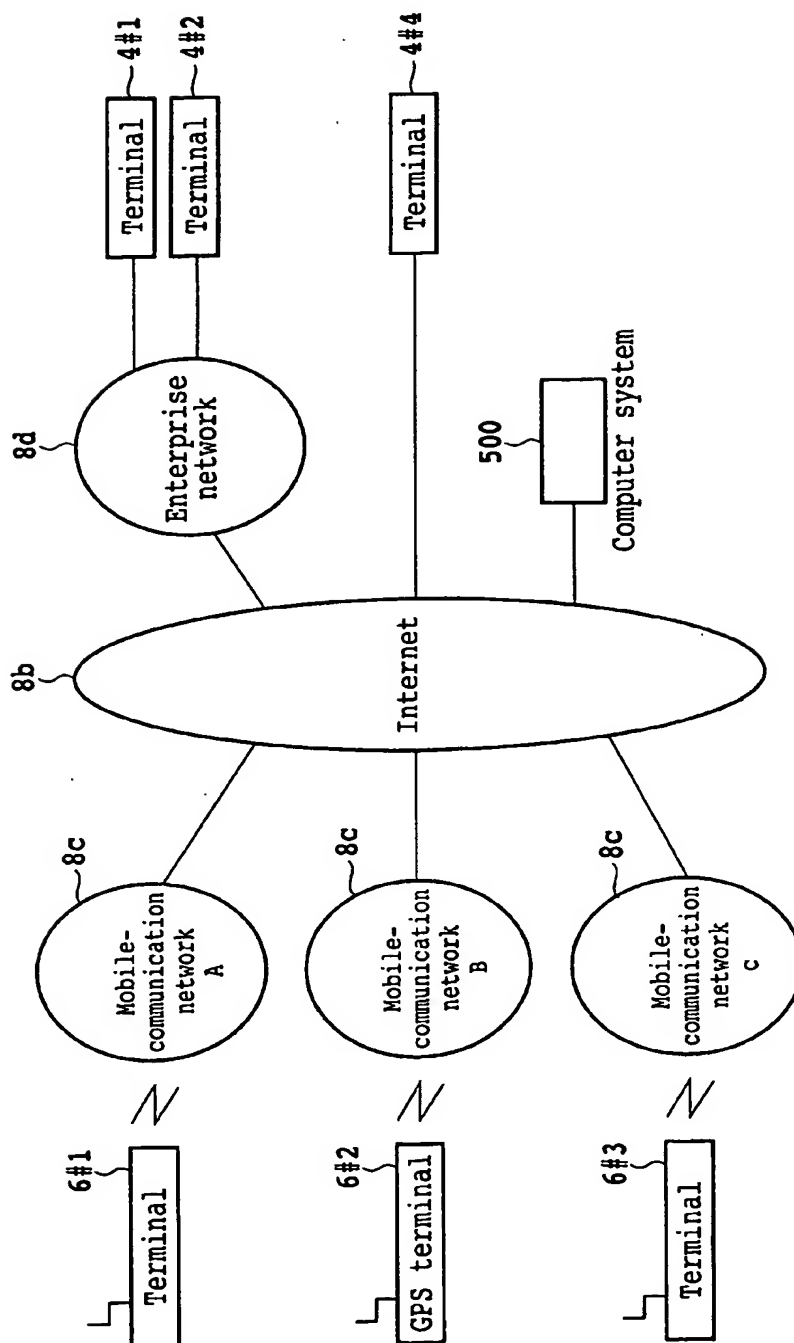 6#1
Terminal
6#2
GPS terminal
6#3
Terminal
8c
Mobile-
communication
network
A
8c
Mobile-
communication
network
B
8c
Mobile-
communication
network
c
8b
Internet
8d
Enterprise
network
500
Computer system
Terminal
4#1
Terminal
4#2
Terminal
4#4